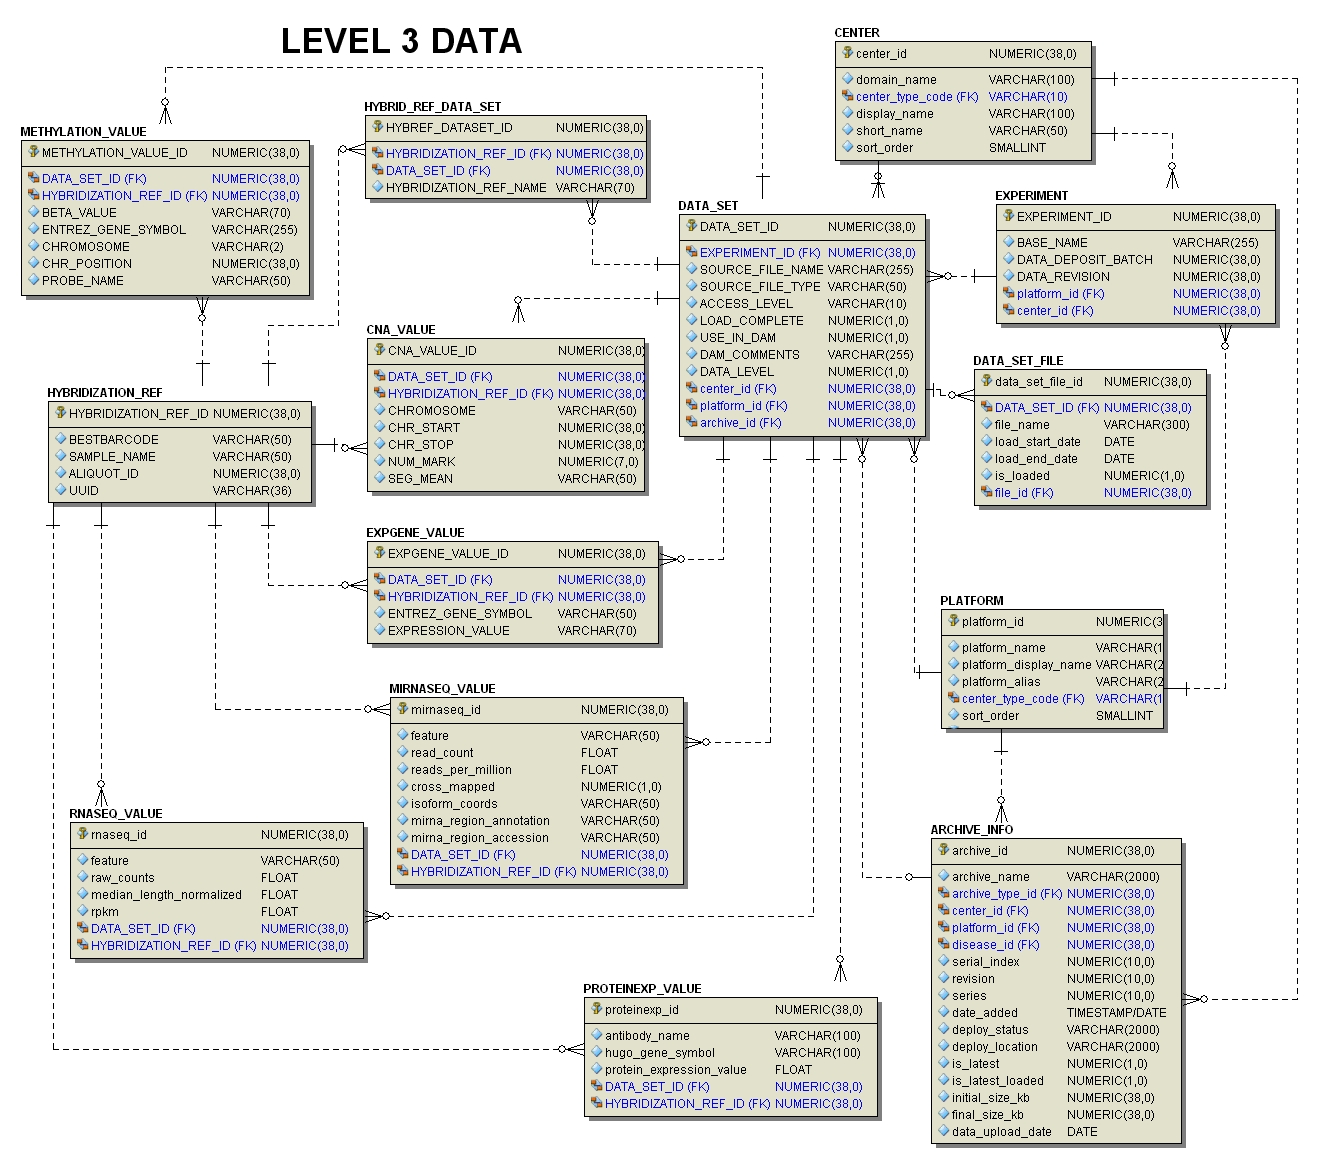 LEVEL 3 DATA
CENTER
center_id NUMERIC(38,0)
domain_name VARCHAR(100)
center_type_code (FK) VARCHAR(10)
display_name VARCHAR(100)
short_name VARCHAR(50)
sort_order SMALLINT
HYBRID_REF_DATA_SET
HYBREF_DATASET_ID NUMERIC(38,0)
HYBRIDIZATION_REF_ID (FK) NUMERIC(38,0)
DATA_SET_ID (FK) NUMERIC(38,0)
HYBRIDIZATION_REF_NAME VARCHAR(70)
METHYLATION_VALUE
METHYLATION_VALUE_ID NUMERIC(38,0)
DATA_SET_ID (FK) NUMERIC(38,0)
HYBRIDIZATION_REF_ID (FK) NUMERIC(38,0)
BETA_VALUE VARCHAR(70)
ENTREZ_GENE_SYMBOL VARCHAR(255)
CHROMOSOME VARCHAR(2)
CHR_POSITION NUMERIC(38,0)
PROBE_NAME VARCHAR(50)
DATA_SET
DATA_SET_ID NUMERIC(38,0)
EXPERIMENT_ID (FK) NUMERIC(38,0)
SOURCE_FILE_NAME VARCHAR(255)
SOURCE_FILE_TYPE VARCHAR(50)
ACCESS_LEVEL VARCHAR(10)
LOAD_COMPLETE NUMERIC(1,0)
USE_IN_DAM NUMERIC(1,0)
DAM_COMMENTS VARCHAR(255)
DATA_LEVEL NUMERIC(1,0)
center_id (FK) NUMERIC(38,0)
platform_id (FK) NUMERIC(38,0)
archive_id (FK) NUMERIC(38,0)
EXPERIMENT
EXPERIMENT_ID NUMERIC(38,0)
BASE_NAME VARCHAR(255)
DATA_DEPOSIT_BATCH NUMERIC(38,0)
DATA_REVISION NUMERIC(38,0)
platform_id (FK) NUMERIC(38,0)
center_id (FK) NUMERIC(38,0)
CNA_VALUE
CNA_VALUE_ID NUMERIC(38,0)
DATA_SET_ID (FK) NUMERIC(38,0)
HYBRIDIZATION_REF_ID (FK) NUMERIC(38,0)
CHROMOSOME VARCHAR(50)
CHR_START NUMERIC(38,0)
CHR_STOP NUMERIC(38,0)
NUM_MARK NUMERIC(7,0)
SEG_MEAN VARCHAR(50)
DATA_SET_FILE
data_set_file_id NUMERIC(38,0)
DATA_SET_ID (FK) NUMERIC(38,0)
file_name VARCHAR(300)
load_start_date DATE
load_end_date DATE
is_loaded NUMERIC(1,0)
file_id (FK) NUMERIC(38,0)
HYBRIDIZATION_REF
HYBRIDIZATION_REF_ID NUMERIC(38,0)
BESTBARCODE VARCHAR(50)
SAMPLE_NAME VARCHAR(50)
ALIQUOT_ID NUMERIC(38,0)
UUID VARCHAR(36)
EXPGENE_VALUE
EXPGENE_VALUE_ID NUMERIC(38,0)
DATA_SET_ID (FK) NUMERIC(38,0)
HYBRIDIZATION_REF_ID (FK) NUMERIC(38,0)
ENTREZ_GENE_SYMBOL VARCHAR(50)
EXPRESSION_VALUE VARCHAR(70)
PLATFORM
platform_id NUMERIC(3
platform_name VARCHAR(1
platform_display_name VARCHAR(2
platform_alias VARCHAR(2
center_type_code (FK) VARCHAR(1
sort_order SMALLINT
MIRNASEQ_VALUE
mirnaseq_id NUMERIC(38,0)
feature VARCHAR(50)
read_count FLOAT
reads_per_million FLOAT
cross_mapped NUMERIC(1,0)
isoform_coords VARCHAR(50)
mirna_region_annotation VARCHAR(50)
mirna_region_accession VARCHAR(50)
DATA_SET_ID (FK) NUMERIC(38,0)
HYBRIDIZATION_REF_ID (FK) NUMERIC(38,0)
RNASEQ_VALUE
rnaseq_id NUMERIC(38,0)
feature VARCHAR(50)
raw_counts FLOAT
median_length_normalized FLOAT
rpkm FLOAT
DATA_SET_ID (FK) NUMERIC(38,0)
HYBRIDIZATION_REF_ID (FK) NUMERIC(38,0)
ARCHIVE_INFO
archive_id NUMERIC(38,0)
archive_name VARCHAR(2000)
archive_type_id (FK) NUMERIC(38,0)
center_id (FK) NUMERIC(38,0)
platform_id (FK) NUMERIC(38,0)
disease_id (FK) NUMERIC(38,0)
serial_index NUMERIC(10,0)
revision NUMERIC(10,0)
series NUMERIC(10,0)
date_added TIMESTAMP/DATE
deploy_status VARCHAR(2000)
deploy_location VARCHAR(2000)
is_latest NUMERIC(1,0)
is_latest_loaded NUMERIC(1,0)
initial_size_kb NUMERIC(38,0)
final_size_kb NUMERIC(38,0)
data_upload_date DATE
PROTEINEXP_VALUE
proteinexp_id NUMERIC(38,0)
antibody_name VARCHAR(100)
hugo_gene_symbol VARCHAR(100)
protein_expression_value FLOAT
DATA_SET_ID (FK) NUMERIC(38,0)
HYBRIDIZATION_REF_ID (FK) NUMERIC(38,0)